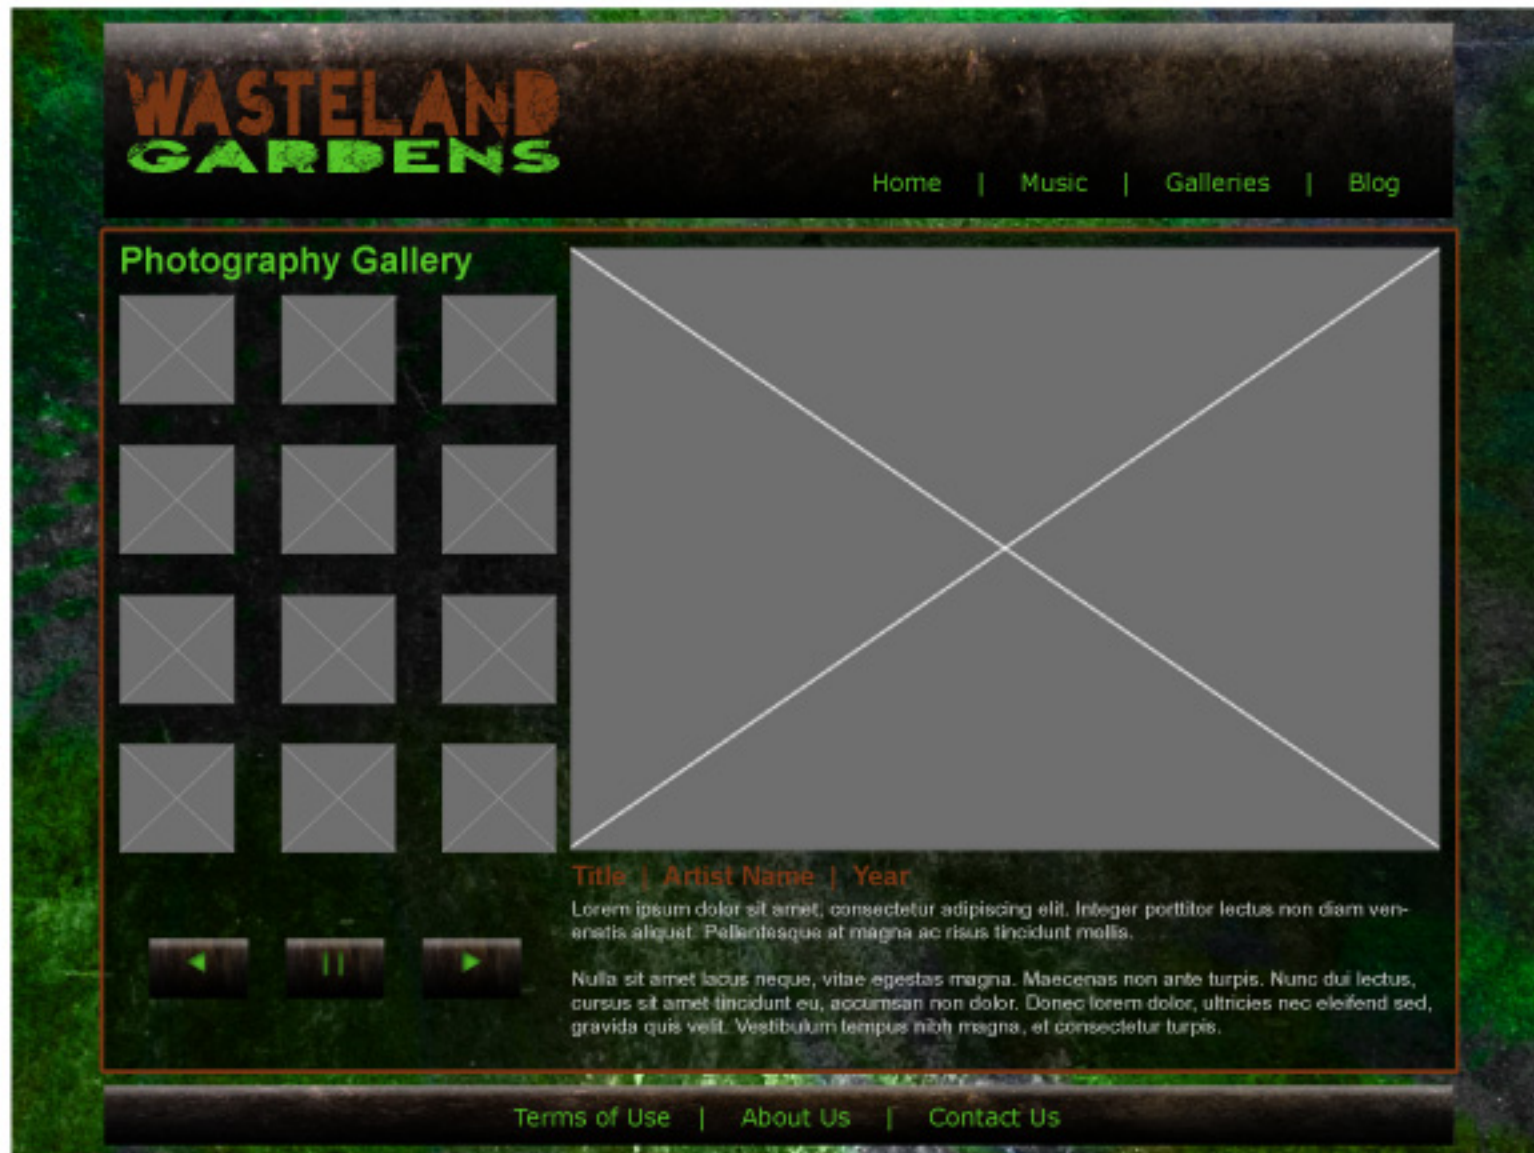 WASTELAND
GARDENS
Home | Music | Galleries | Blog
Photography Gallery
Title | Artist Name | Year
Lorem ipsum dolor sit amet, consectetur adipiscing elit. Integer porttitor lectus non diam ven-
enatis aliquet. Pellentesque at magna ac risus tincidunt mollis.
Nulla sit amet lacus neque, vitae egestas magna. Maecenas non ante turpis. Nunc dui lectus,
cursus sit amet tincidunt eu, accumsan non dolor. Donec lorem dolor, ultricies nec eleifend sed,
gravida quis velit. Vestibulum tempus nibh magna, et consectetur turpis.
Terms of Use | About Us | Contact Us